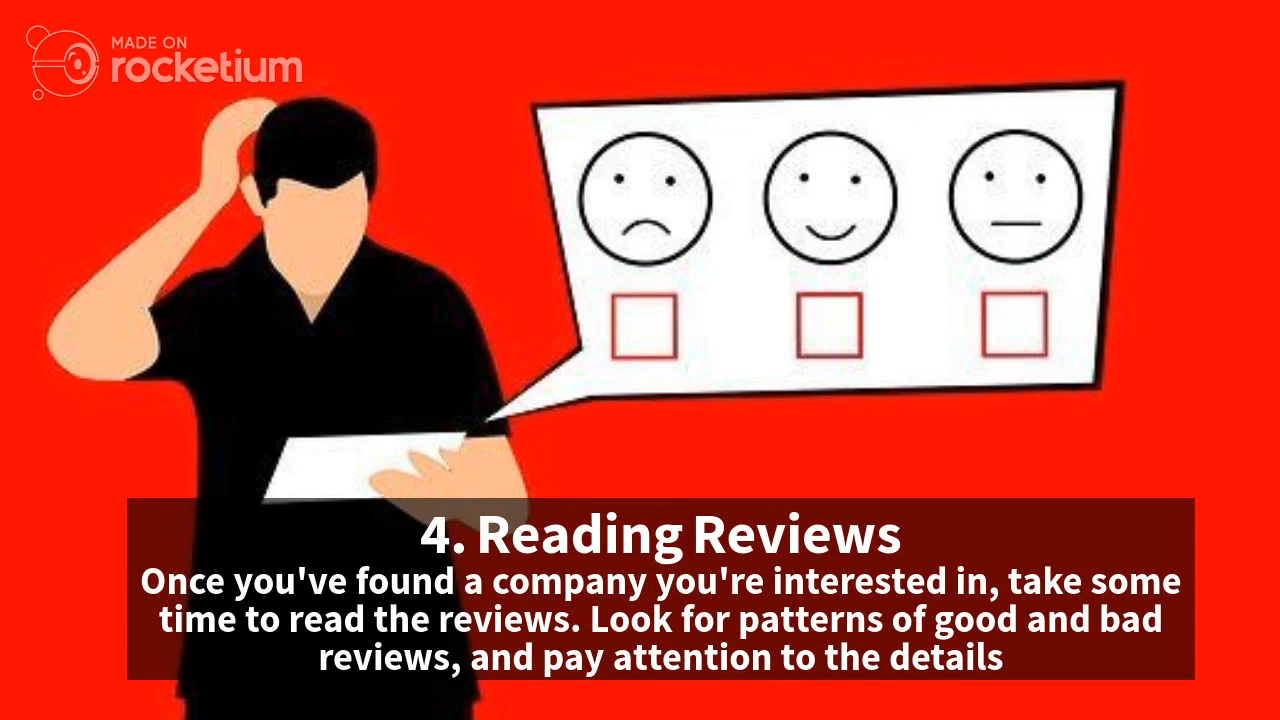 MADE ON
rocketium
4. Reading Reviews
Once you've found a company you're interested in, take some
time to read the reviews. Look for patterns of good and bad
reviews, and pay attention to the details